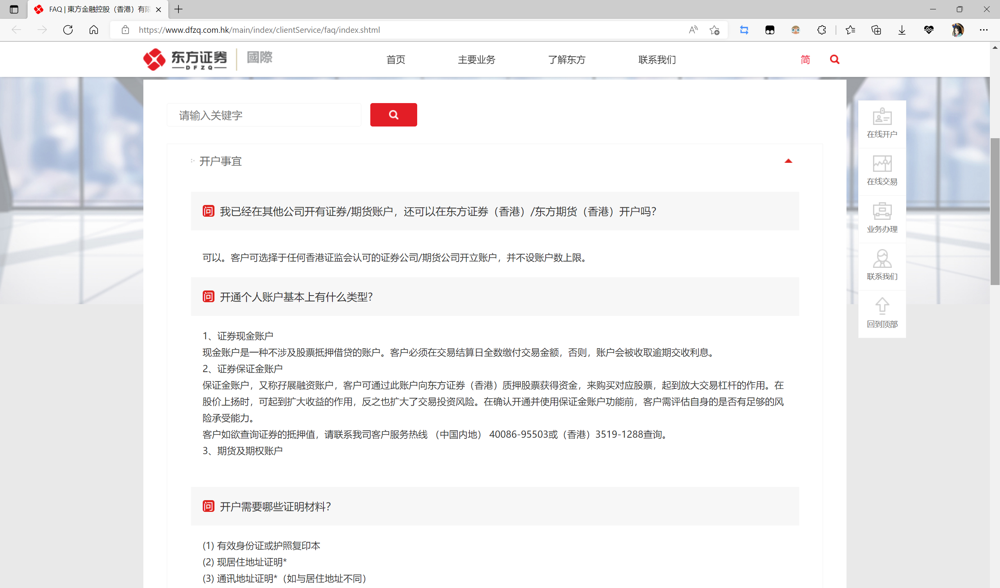 FAQ | 東方金融控股（香港）有限
https://www.dfzq.com.hk/main/index/clientService/faq/index.shtml
东方证券 國際
DFZQ
首页 主要业务 了解东方 联系我们 简
请输入关键字
在线开户
在线交易
业务办理
联系我们
回到顶部
开户事宜
问 我已经在其他公司开有证券/期货账户，还可以在东方证券（香港）/东方期货（香港）开户吗？
可以。客户可选择于任何香港证监会认可的证券公司/期货公司开立账户，并不设账户数上限。
问 开通个人账户基本上有什么类型？
1、证券现金账户
现金账户是一种不涉及股票抵押借贷的账户。客户必须在交易结算日全数缴付交易金额，否则，账户会被收取逾期交收利息。
2、证券保证金账户
保证金账户，又称孖展融资账户，客户可通过此账户向东方证券（香港）质押股票获得资金，来购买对应股票，起到放大交易杠杆的作用。在
股价上扬时，可起到扩大收益的作用，反之也扩大了交易投资风险。在确认开通并使用保证金账户功能前，客户需评估自身的是否有足够的风
险承受能力。
客户如欲查询证券的抵押值，请联系我司客户服务热线 （中国内地） 40086-95503或（香港）3519-1288查询。
3、期货及期权账户
问 开户需要哪些证明材料？
(1) 有效身份证或护照复印本
(2) 现居住地址证明*
(3) 通讯地址证明*（如与居住地址不同）